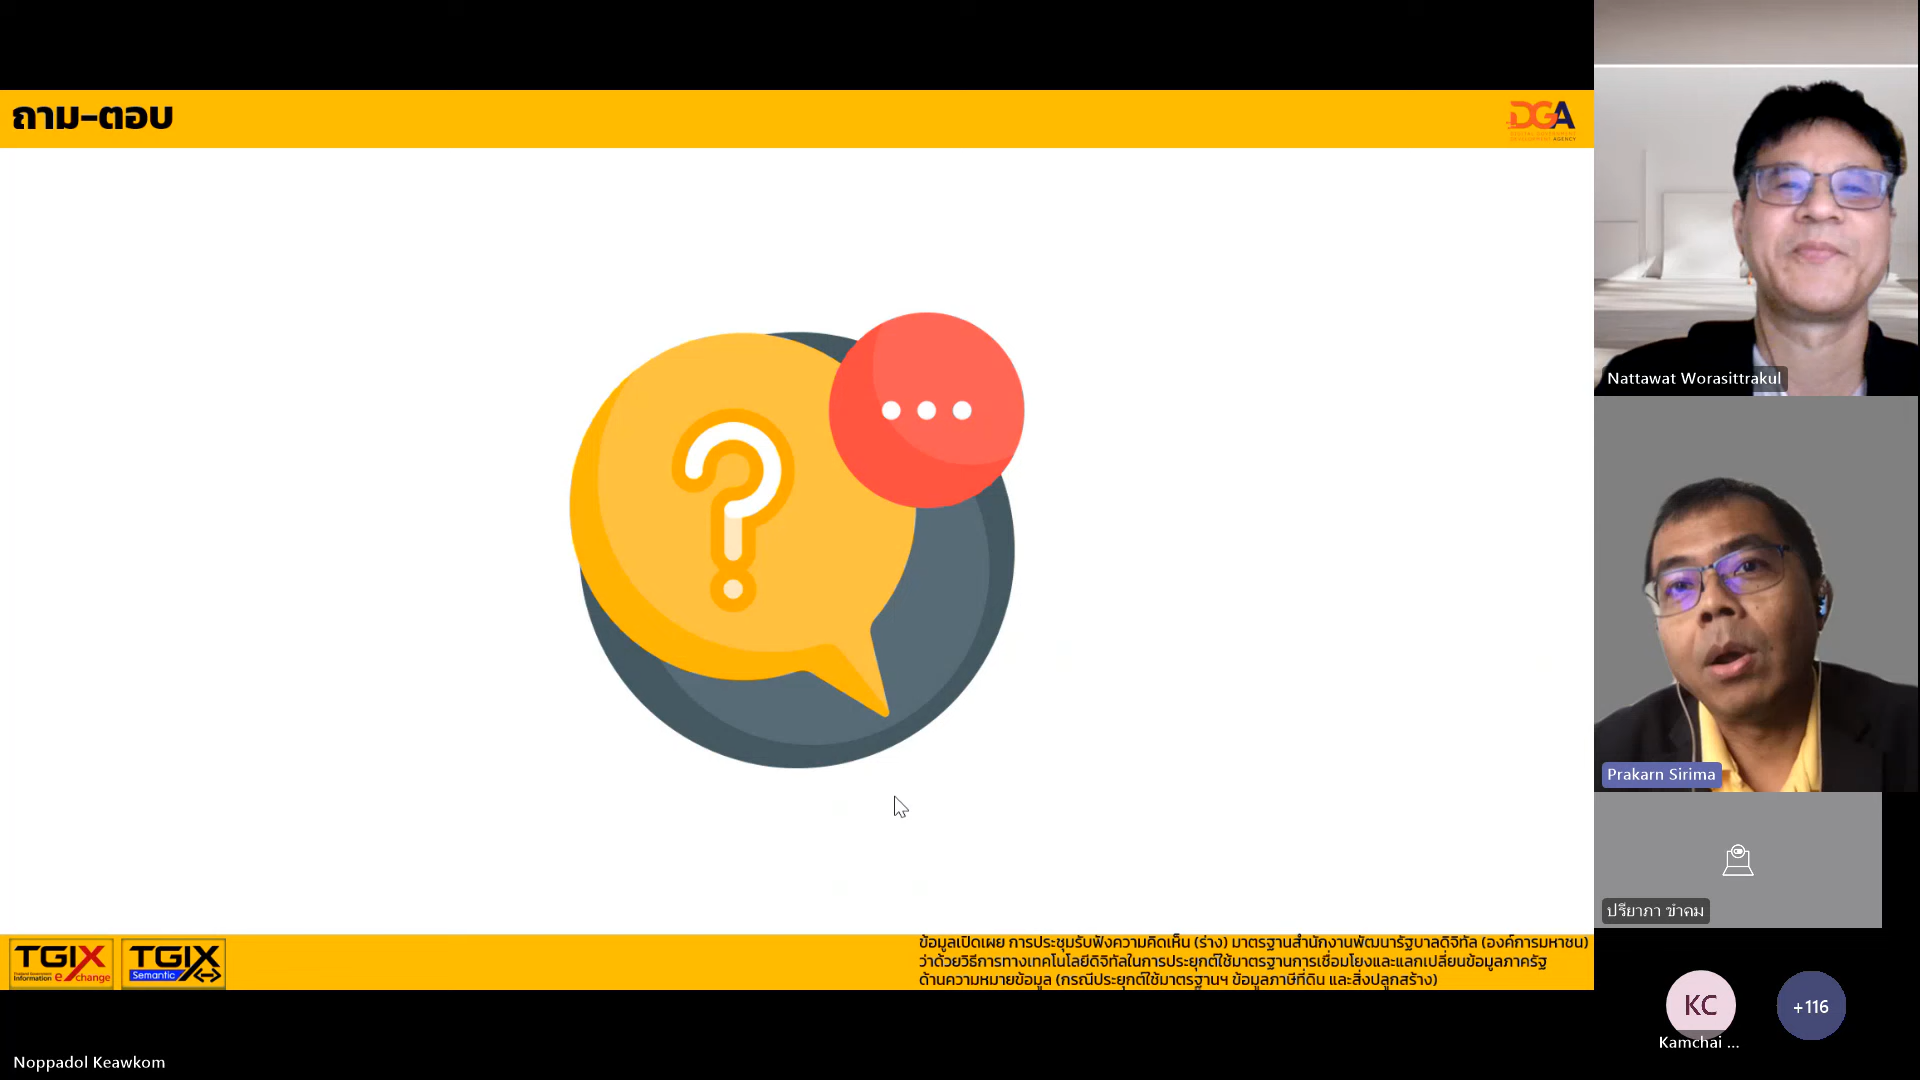 ถาม-ตอบ
DGA
Nattawat Worasittrakul
Prakarn Sirima
ปรียาภา ขำคม
TGIX
Information eXchange
TGIX
Semantic
ข้อมูลเปิดเผย การประชุมรับฟังความคิดเห็น (ร่าง) มาตรฐานสำนักงานพัฒนารัฐบาลดิจิทัล (องค์การมหาชน)
ว่าด้วยวิธีการทางเทคโนโลยีดิจิทัลในการประยุกต์ใช้มาตรฐานการเชื่อมโยงและแลกเปลี่ยนข้อมูลภาครัฐ
ด้านความหมายข้อมูล (กรณีประยุกต์ใช้มาตรฐานฯ ข้อมูลภาษีที่ดิน และสิ่งปลูกสร้าง)
KC
+116
Kamchai ...
Noppadol Keawkom